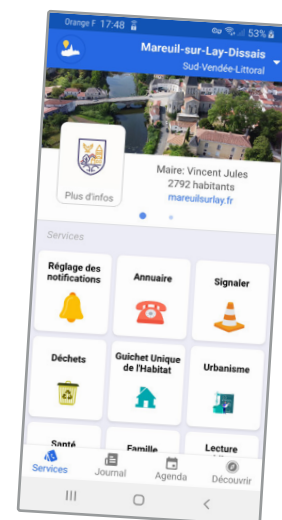 Orange F 17:48 53%
Mareuil-sur-Lay-Dissais
Sud-Vendée-Littoral
Maire: Vincent Jules
2792 habitants
mareuilsurlay.fr
Plus d'infos
Services
Réglage des notifications
Annuaire
Signaler
Déchets
Guichet Unique de l'Habitat
Urbanisme
Santé
Famille
Lecture
Services
Journal
Agenda
Découvrir